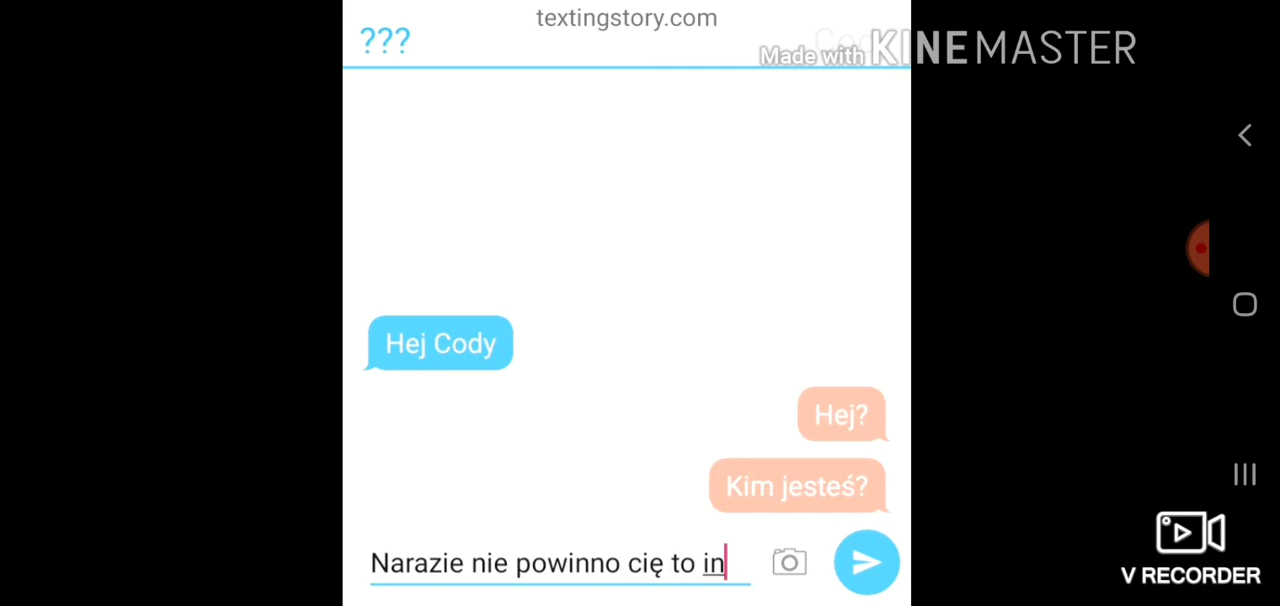 textingstory.com
???
Made with KINEMASTER
Hej Cody
Hej?
Kim jesteś?
Narazie nie powinno cię to in
V RECORDER